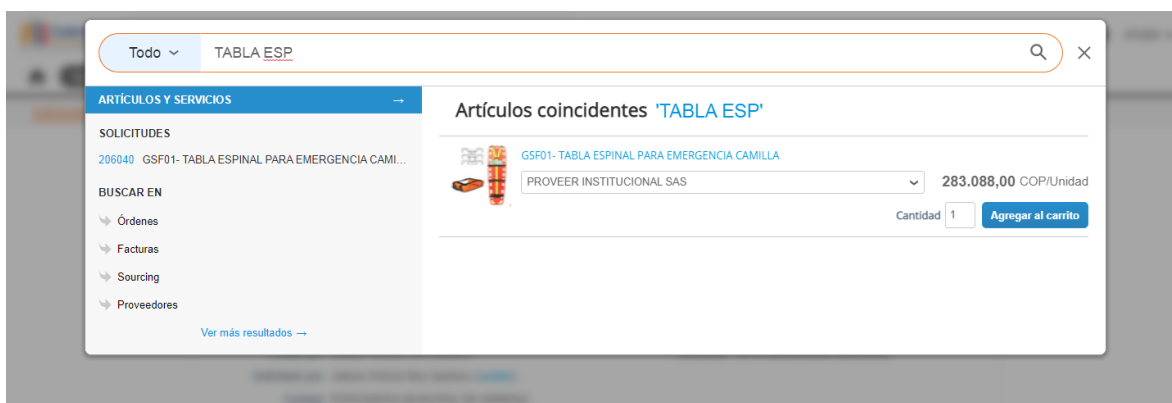 Todo
TABLA ESP
ARTÍCULOS Y SERVICIOS →
SOLICITUDES
206040 GSF01- TABLA ESPINAL PARA EMERGENCIA CAMI...
BUSCAR EN
Órdenes
Facturas
Sourcing
Proveedores
Ver más resultados →
Artículos coincidentes 'TABLA ESP'
GSF01- TABLA ESPINAL PARA EMERGENCIA CAMILLA
PROVEER INSTITUCIONAL SAS
283.088,00 COP/Unidad
Cantidad 1 Agregar al carrito